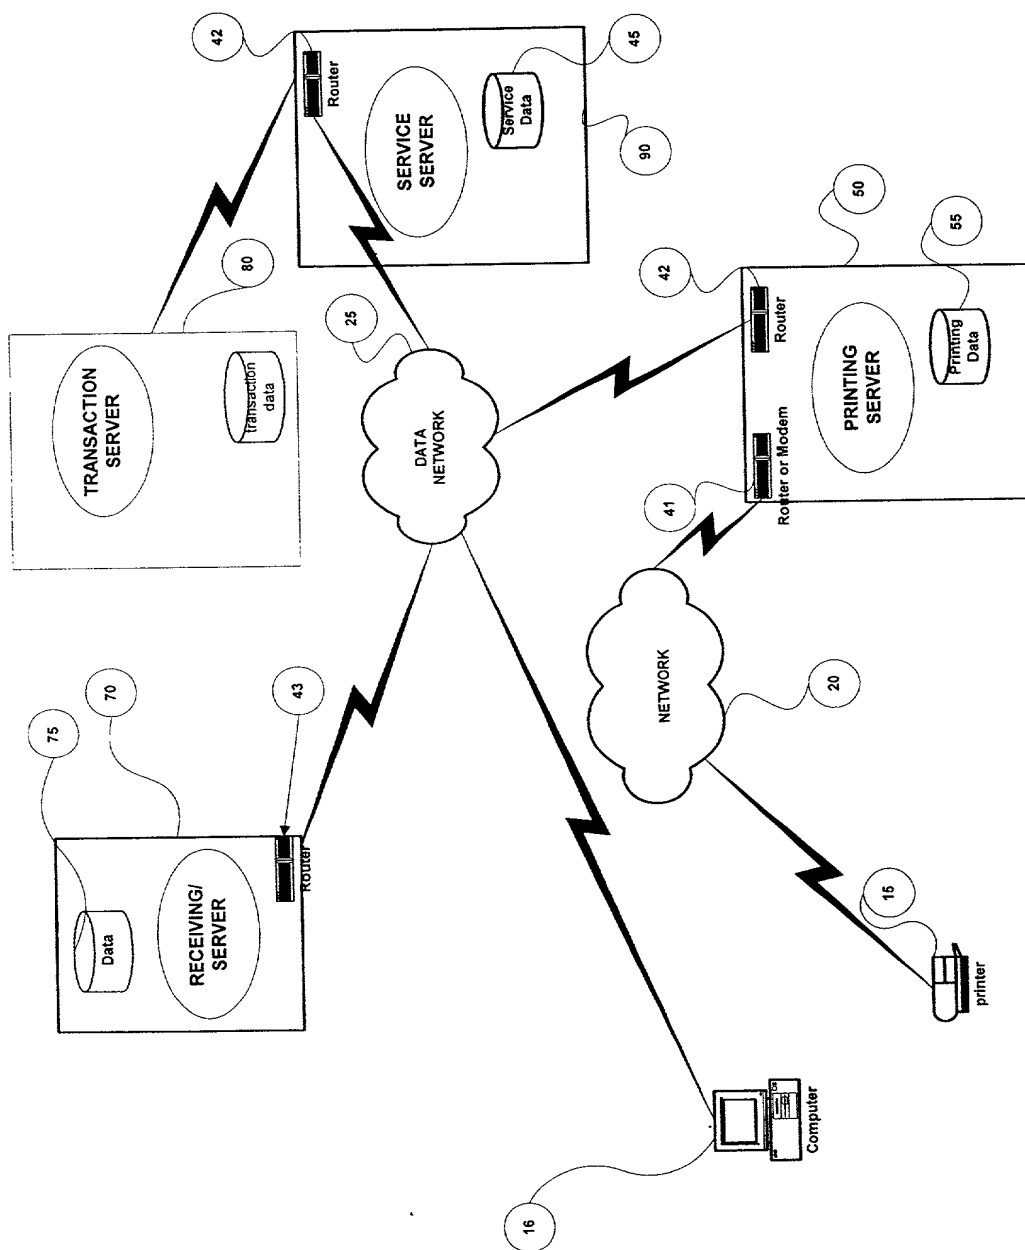 75
70
Data
RECEIVING/
SERVER
43
Router
TRANSACTION
SERVER
transaction
data
80
42
Router
SERVICE
SERVER
Service
Data
45
90
25
DATA
NETWORK
16
Computer
NETWORK
20
15
printer
41
Router or Modem
42
Router
PRINTING
SERVER
Printing
Data
50
55